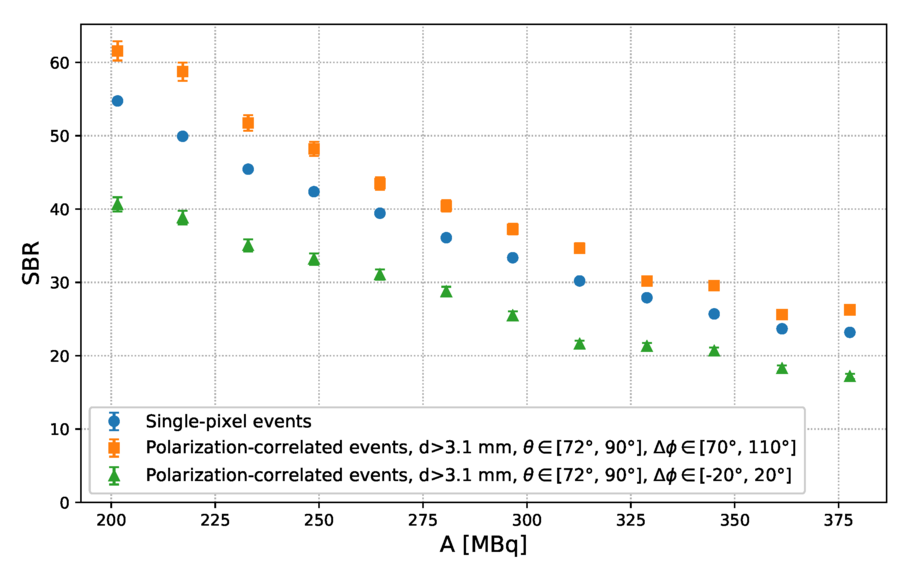 60
50
40
30
20
10
0
SBR
Single-pixel events
Polarization-correlated events, d>3.1 mm, θ∈[72°, 90°], Δϕ∈[70°, 110°]
Polarization-correlated events, d>3.1 mm, θ∈[72°, 90°], Δϕ∈[-20°, 20°]
200 225 250 275 300 325 350 375
A [MBq]